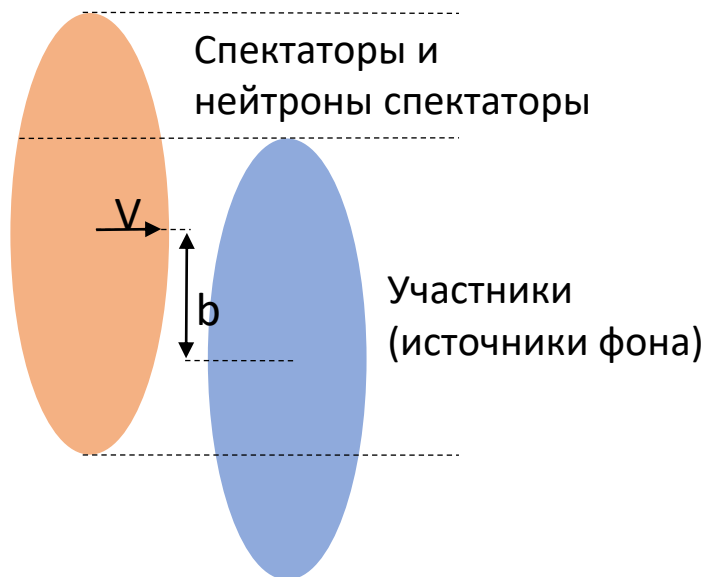 Спектаторы и
нейтроны спектаторы
V
b
Участники
(источники фона)